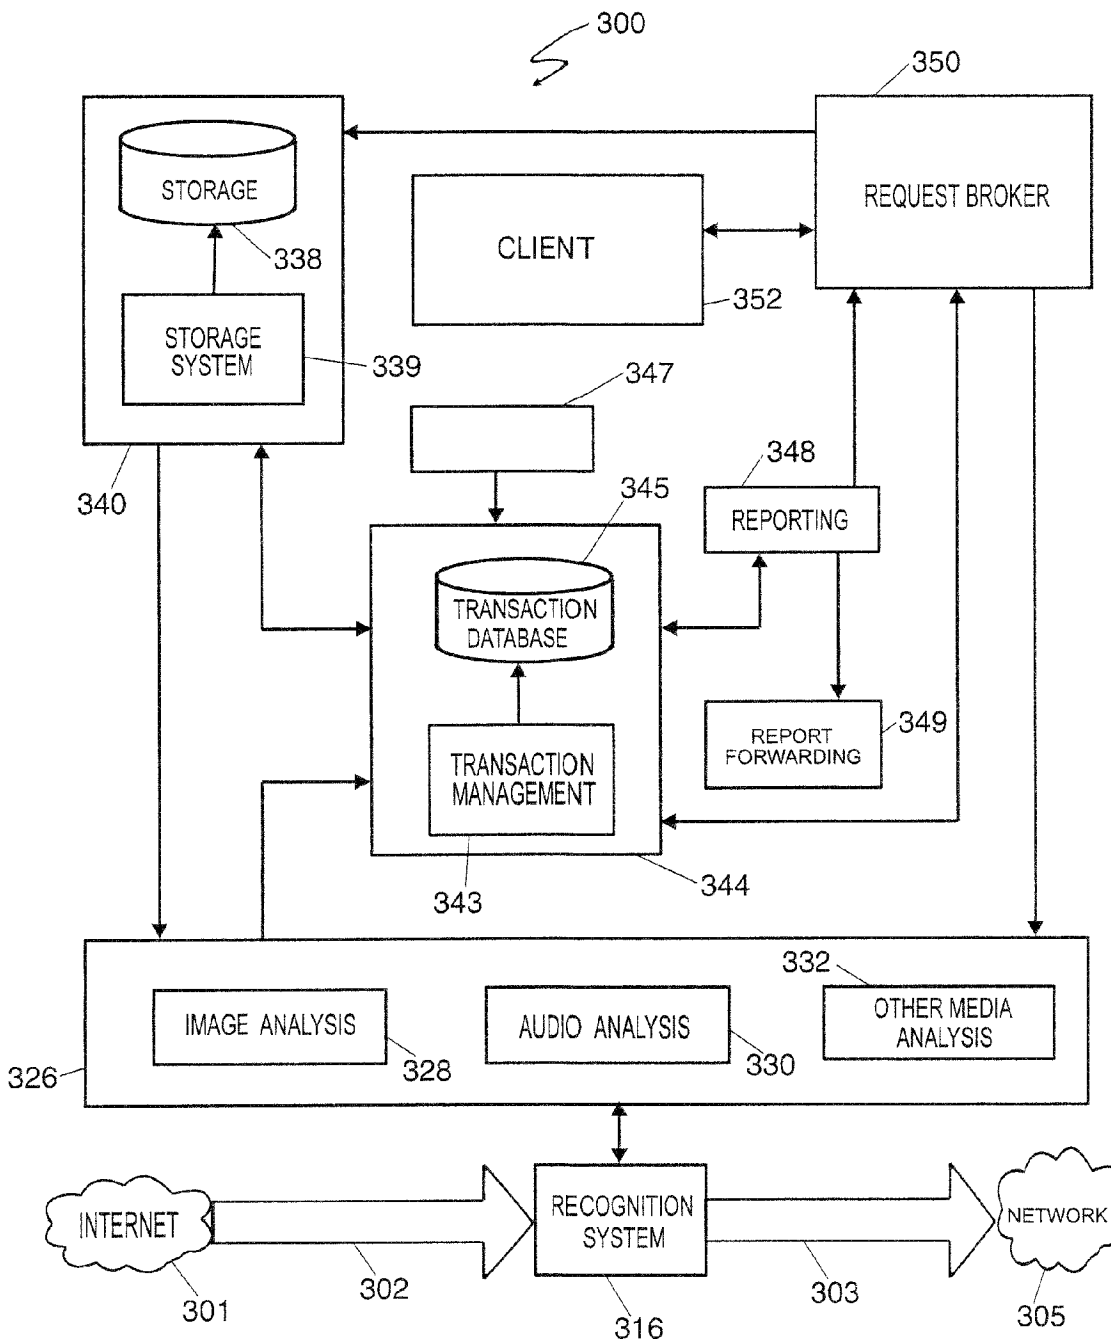 300
350
STORAGE
338
STORAGE
SYSTEM
339
340
CLIENT
352
REQUEST BROKER
347
348
REPORTING
345
TRANSACTION
DATABASE
TRANSACTION
MANAGEMENT
343
344
REPORT
FORWARDING
349
326
IMAGE ANALYSIS
328
AUDIO ANALYSIS
330
332
OTHER MEDIA
ANALYSIS
INTERNET
301
302
RECOGNITION
SYSTEM
316
303
NETWORK
305